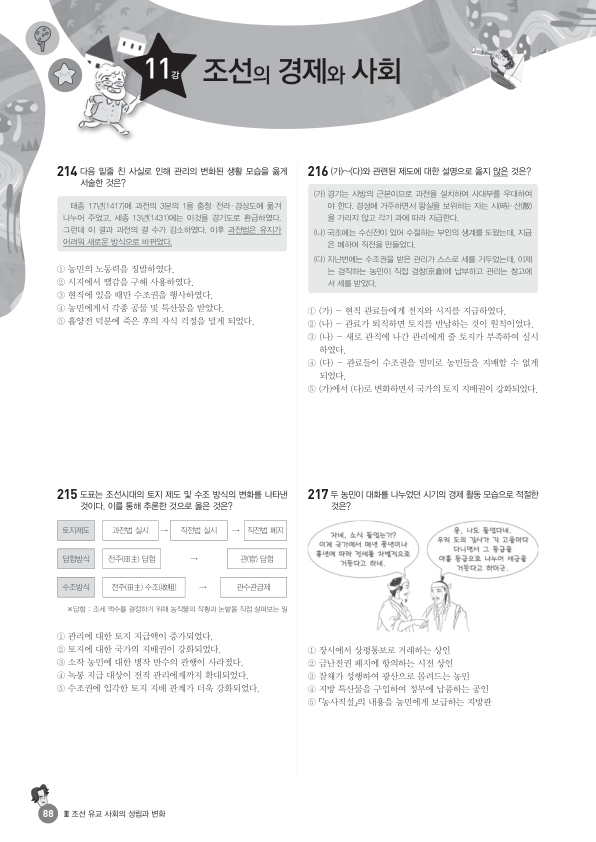 11강 조선의 경제와 사회
214 다음 밑줄 친 사실로 인해 관리의 변화된 생활 모습을 옳게
서술한 것은?
태종 17년(1417)에 과전의 3분의 1을 충청·전라·경상도에 옮겨
나누어 주었고, 세종 13년(1431)에는 이것을 경기도로 환급하였다.
그런데 이 결과 과전의 결 수가 감소하였다. 이후 과전법은 유지가
어려워 새로운 방식으로 바뀌었다.
① 농민의 노동력을 징발하였다.
② 시지에서 땔감을 구해 사용하였다.
③ 현직에 있을 때만 수조권을 행사하였다.
④ 농민에게서 각종 공물 및 특산물을 받았다.
⑤ 휼양전 덕분에 죽은 후의 자식 걱정을 덜게 되었다.
215 도표는 조선시대의 토지 제도 및 수조 방식의 변화를 나타낸
것이다. 이를 통해 추론한 것으로 옳은 것은?
토지제도 과전법 실시 → 직전법 실시 → 직전법 폐지
답험방식 전주(田主) 답험 → 관(官) 답험
수조방식 전주(田主) 수조(收租) → 관수관급제
※답험 : 조세 액수를 결정하기 위해 농작물의 작황과 논밭을 직접 살펴보는 일
① 관리에 대한 토지 지급액이 증가되었다.
② 토지에 대한 국가의 지배권이 강화되었다.
③ 소작 농민에 대한 병작 반수의 관행이 사라졌다.
④ 녹봉 지급 대상이 전직 관리에게까지 확대되었다.
⑤ 수조권에 입각한 토지 지배 관계가 더욱 강화되었다.
216 (가)~(다)와 관련된 제도에 대한 설명으로 옳지 않은 것은?
(가) 경기는 사방의 근본이므로 과전을 설치하여 사대부를 우대하여
야 한다. 경성에 거주하면서 왕실을 보위하는 자는 시(時)·산(散)
을 가리지 않고 각기 과에 따라 지급한다.
(나) 국초에는 수신전이 있어 수절하는 부인의 생계를 도왔는데, 지금
은 폐하여 직전을 만들었다.
(다) 지난번에는 수조권을 받은 관리가 스스로 세를 거두었는데, 이제
는 경작하는 농민이 직접 경창(京倉)에 납부하고 관리는 창고에
서 세를 받았다.
① (가) - 현직 관료들에게 전지와 시지를 지급하였다.
② (나) - 관료가 퇴직하면 토지를 반납하는 것이 원칙이었다.
③ (나) - 새로 관직에 나간 관리에게 줄 토지가 부족하여 실시
하였다.
④ (다) - 관료들이 수조권을 빌미로 농민들을 지배할 수 없게
되었다.
⑤ (가)에서 (다)로 변화하면서 국가의 토지 지배권이 강화되었다.
217 두 농민이 대화를 나누었던 시기의 경제 활동 모습으로 적절한
것은?
자네, 소식 들었는가?
이제 국가에서 매년 풍년이나
흉년에 따라 전세를 차별적으로
거둔다고 하네.
응, 나도 들었다네.
우리 도의 감사가 각 고을마다
다니면서 그 등급을
아홉 등급으로 나누어 세금을
거둔다고 하더군.
① 장시에서 상평통보로 거래하는 상인
② 금난전권 폐지에 항의하는 시전 상인
③ 잠채가 성행하여 광산으로 몰려드는 농민
④ 지방 특산물을 구입하여 정부에 납품하는 공인
⑤ 『농사직설』의 내용을 농민에게 보급하는 지방관
88 Ⅲ 조선 유교 사회의 성립과 변화